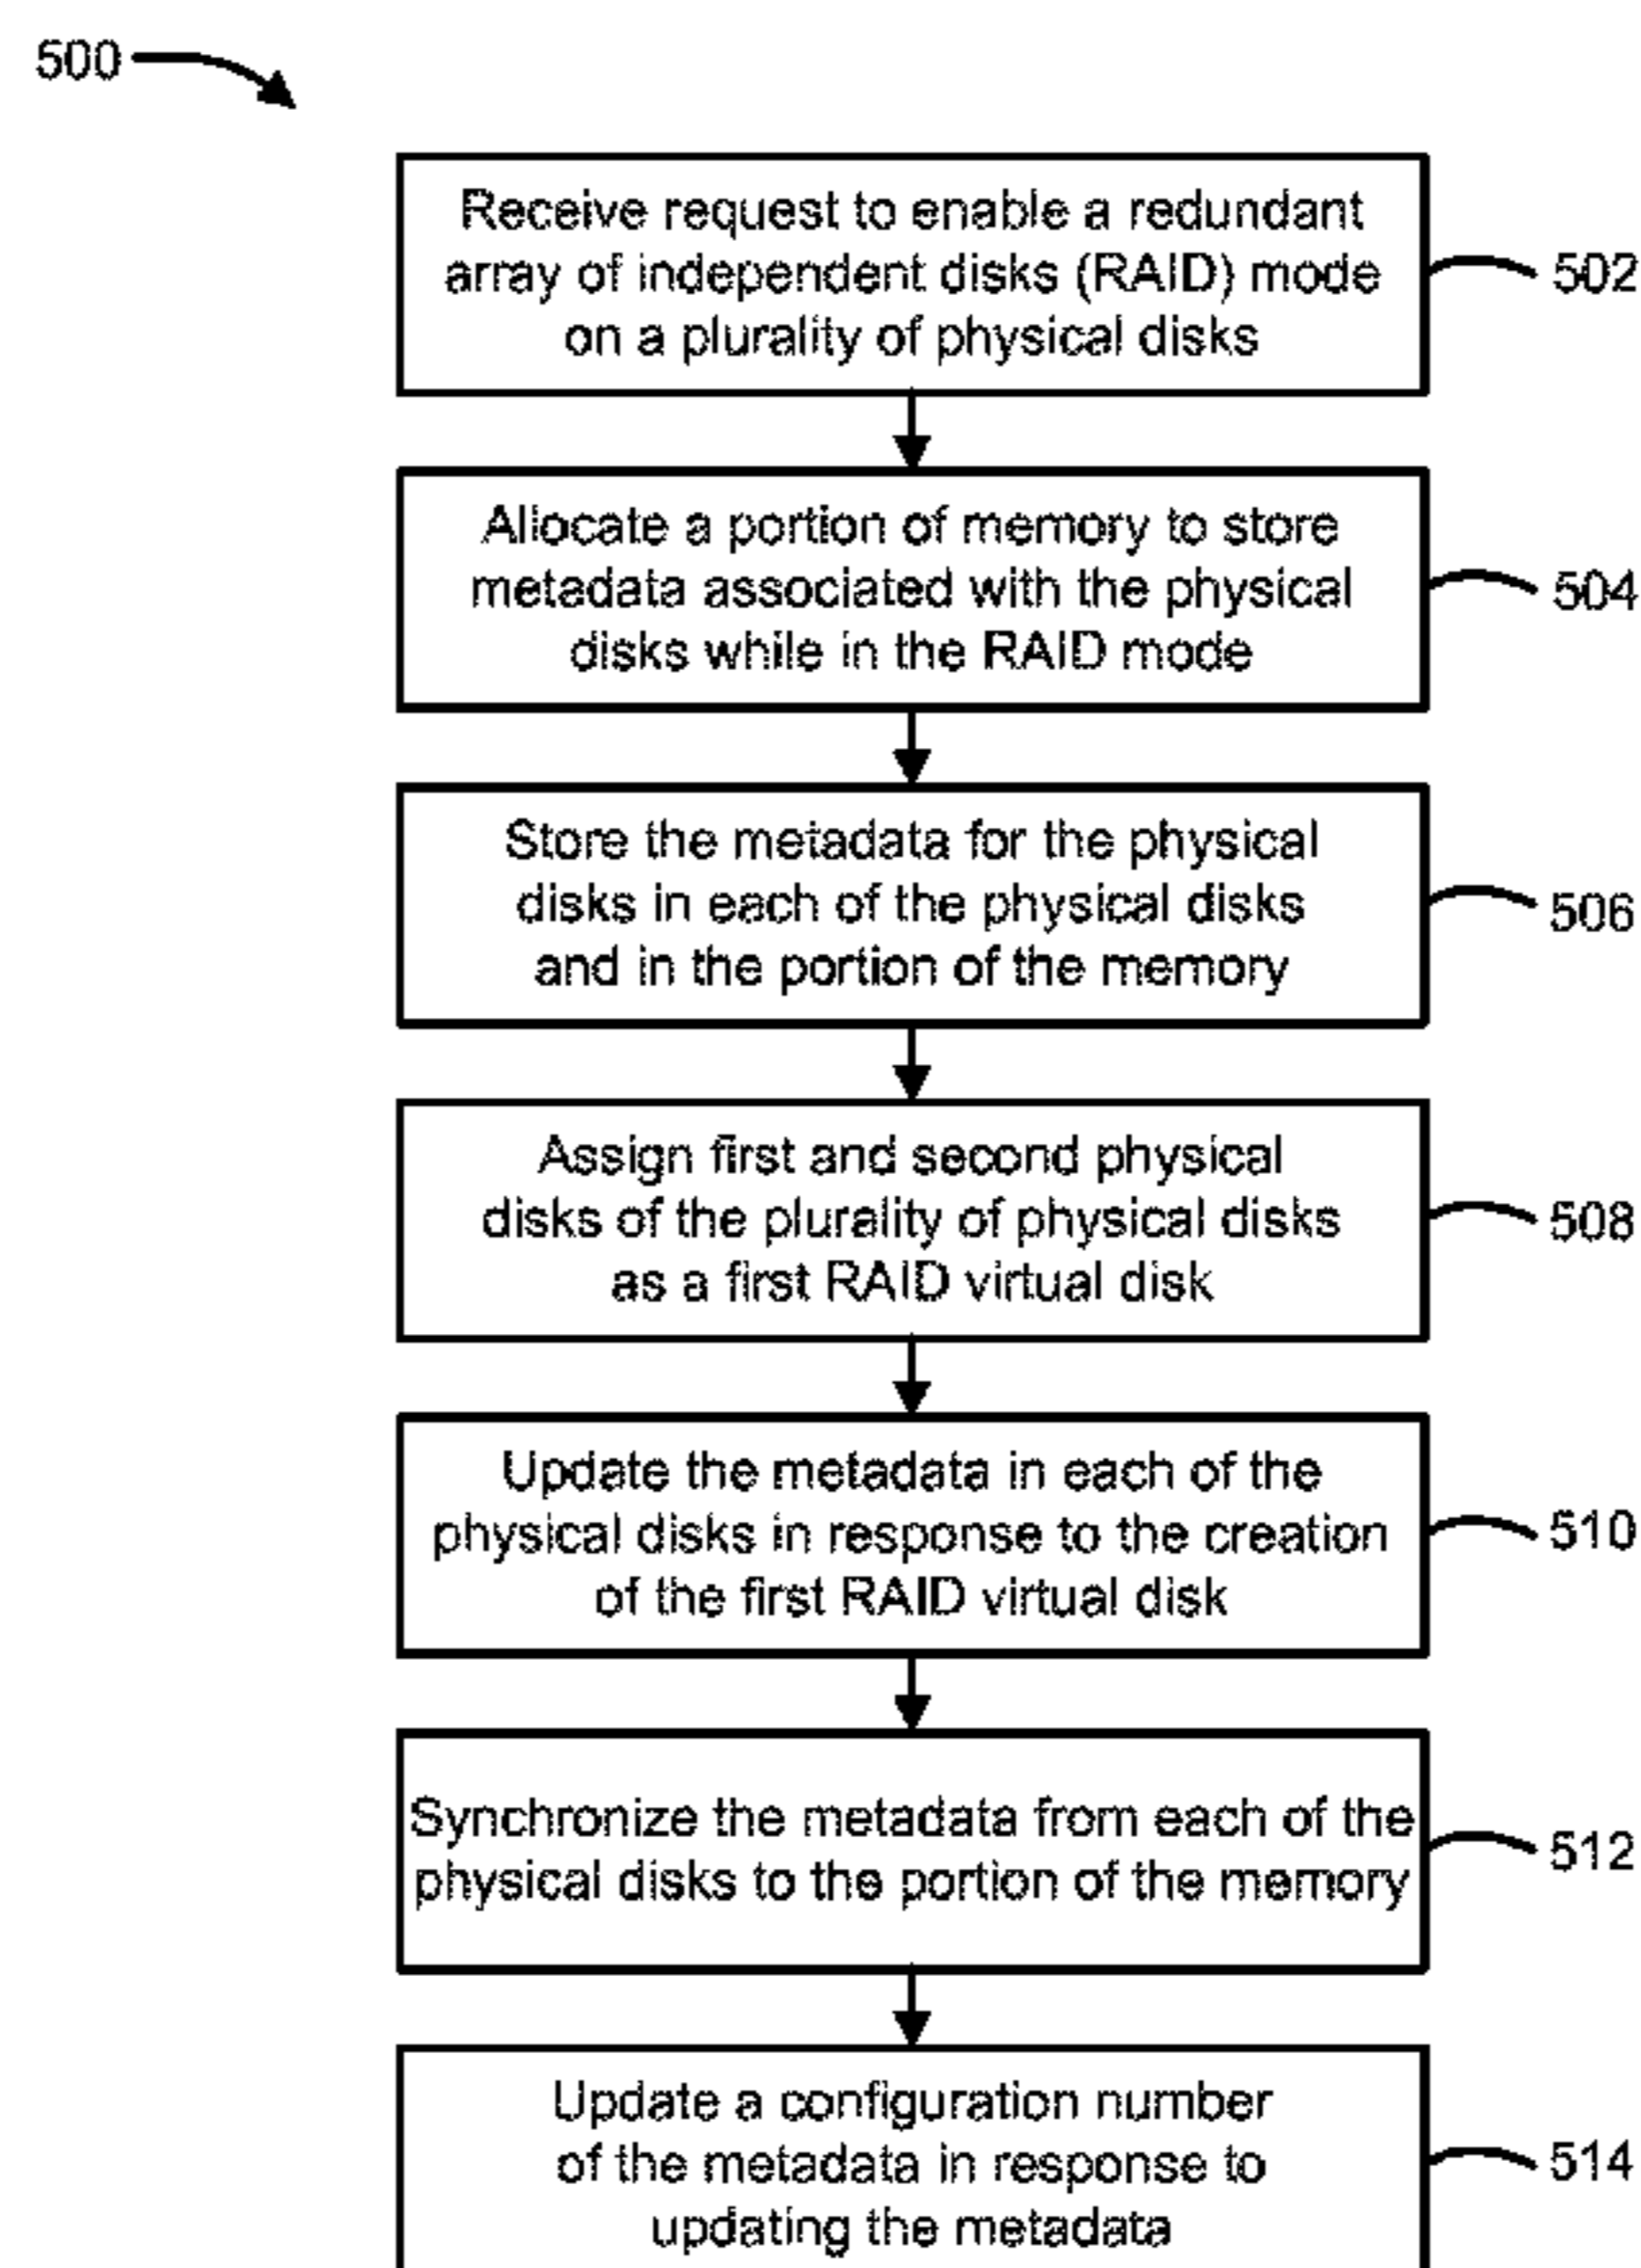 500
Receive request to enable a redundant
array of independent disks (RAID) mode
on a plurality of physical disks
502
Allocate a portion of memory to store
metadata associated with the physical
disks while in the RAID mode
504
Store the metadata for the physical
disks in each of the physical disks
and in the portion of the memory
506
Assign first and second physical
disks of the plurality of physical disks
as a first RAID virtual disk
508
Update the metadata in each of the
physical disks in response to the creation
of the first RAID virtual disk
510
Synchronize the metadata from each of the
physical disks to the portion of the memory
512
Update a configuration number
of the metadata in response to
updating the metadata
514